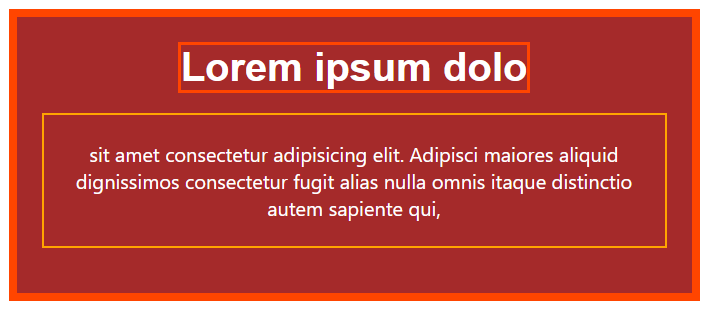 Lorem ipsum dolo
sit amet consectetur adipisicing elit. Adipisci maiores aliquid
dignissimos consectetur fugit alias nulla omnis itaque distinctio
autem sapiente qui,